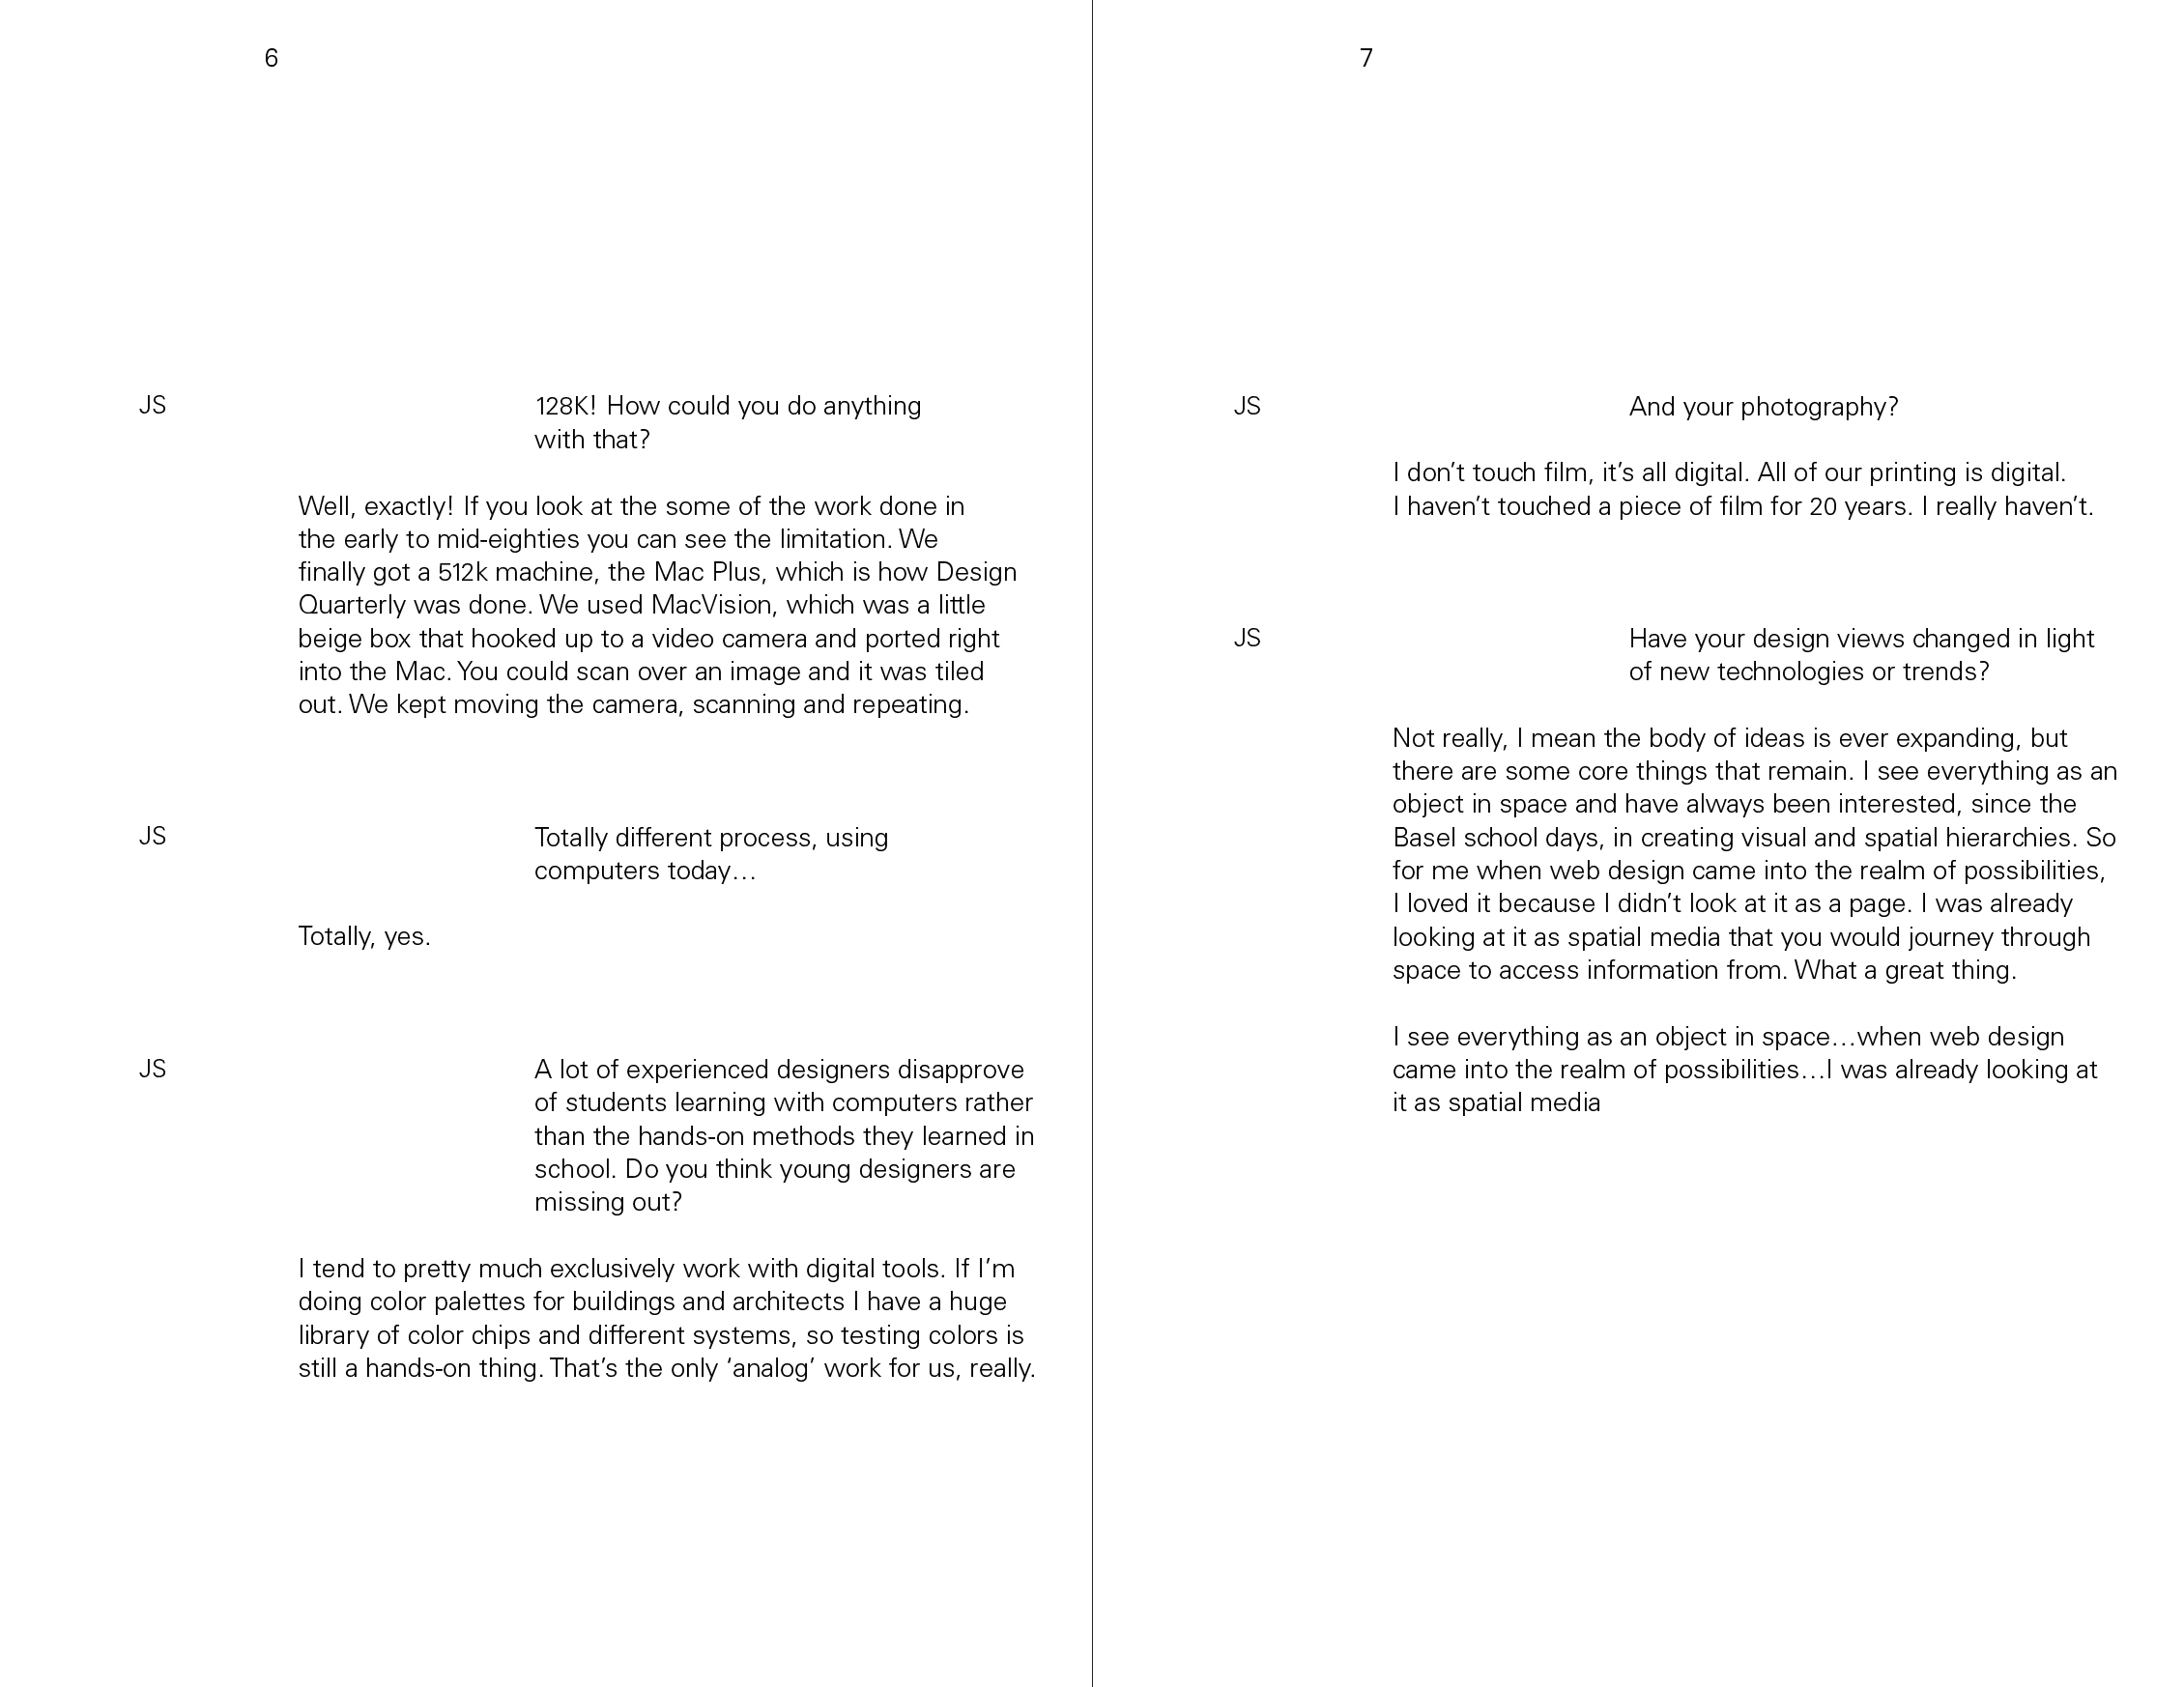 6
JS
128K! How could you do anything
with that?
Well, exactly! If you look at the some of the work done in
the early to mid-eighties you can see the limitation. We
finally got a 512k machine, the Mac Plus, which is how Design
Quarterly was done. We used MacVision, which was a little
beige box that hooked up to a video camera and ported right
into the Mac. You could scan over an image and it was tiled
out. We kept moving the camera, scanning and repeating.
JS
Totally different process, using
computers today…
Totally, yes.
JS
A lot of experienced designers disapprove
of students learning with computers rather
than the hands-on methods they learned in
school. Do you think young designers are
missing out?
I tend to pretty much exclusively work with digital tools. If I’m
doing color palettes for buildings and architects I have a huge
library of color chips and different systems, so testing colors is
still a hands-on thing. That’s the only ‘analog’ work for us, really.
7
JS
And your photography?
I don’t touch film, it’s all digital. All of our printing is digital.
I haven’t touched a piece of film for 20 years. I really haven’t.
JS
Have your design views changed in light
of new technologies or trends?
Not really, I mean the body of ideas is ever expanding, but
there are some core things that remain. I see everything as an
object in space and have always been interested, since the
Basel school days, in creating visual and spatial hierarchies. So
for me when web design came into the realm of possibilities,
I loved it because I didn’t look at it as a page. I was already
looking at it as spatial media that you would journey through
space to access information from. What a great thing.
I see everything as an object in space…when web design
came into the realm of possibilities…I was already looking at
it as spatial media